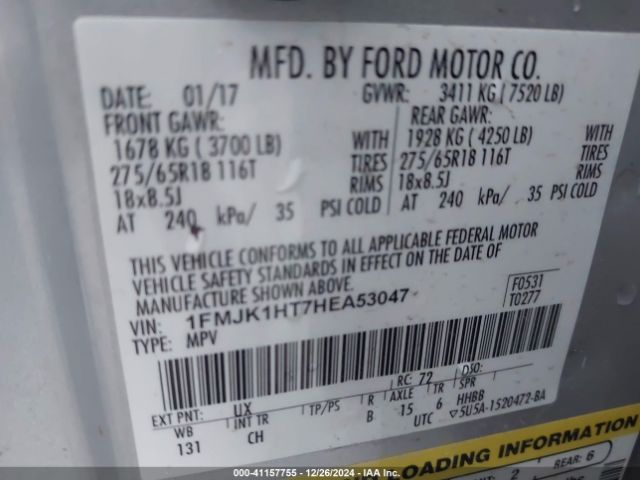 MFD. BY FORD MOTOR CO.
DATE: 01/17 GVWR: 3411 KG ( 7520 LB)
FRONT GAWR: REAR GAWR:
1678 KG ( 3700 LB) WITH 1928 KG ( 4250 LB) WITH
275/65R18 116T TIRES 275/65R18 116T TIRES
18x8.5J RIMS 18x8.5J RIMS
AT 240 kPa/ 35 PSI COLD AT 240 kPa/ 35 PSI COLD
THIS VEHICLE CONFORMS TO ALL APPLICABLE FEDERAL MOTOR
VEHICLE SAFETY STANDARDS IN EFFECT ON THE DATE OF
MANUFACTURE SHOWN ABOVE.
F0531
T0277
VIN: 1FMJK1HT7HEA53047
TYPE: MPV
RC: 72 DSO:
EXT PNT: UX
WB INT TR TP/PS R AXLE TR SPR
131 CH B 15 6 HHBB
UTC ▽5U5A-1520472-BA
LOADING INFORMATION
2 REAR: 6
000-41157755 - 12/26/2024 - IAA Inc.